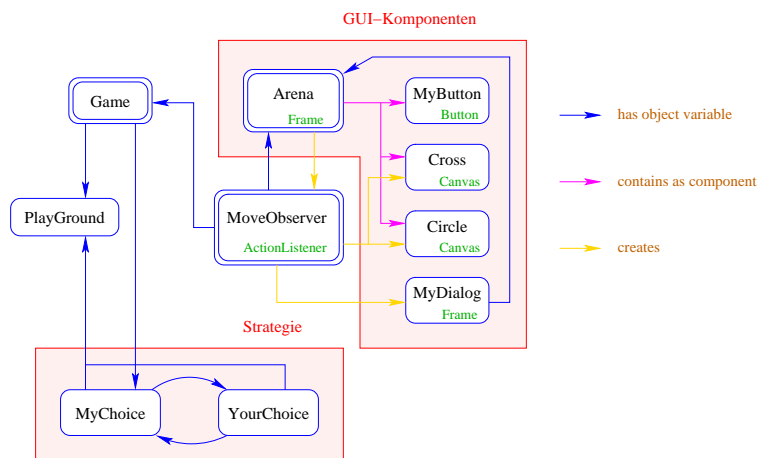 GUI–Komponenten
Game
Arena
Frame
MyButton
Button
has object variable
Cross
Canvas
contains as component
PlayGround
MoveObserver
ActionListener
Circle
Canvas
creates
MyDialog
Frame
Strategie
MyChoice
YourChoice